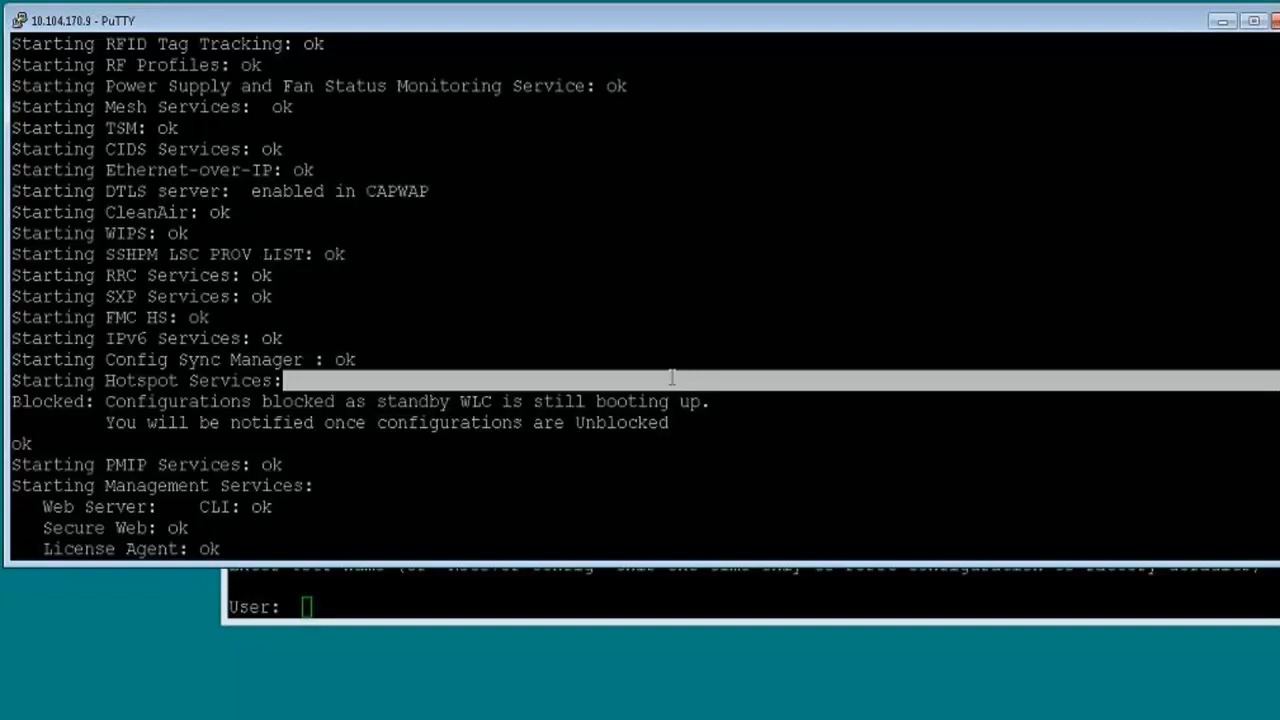 10.104.170.9 - PuTTY
Starting RFID Tag Tracking: ok
Starting RF Profiles: ok
Starting Power Supply and Fan Status Monitoring Service: ok
Starting Mesh Services:  ok
Starting TSM: ok
Starting CIDS Services: ok
Starting Ethernet-over-IP: ok
Starting DTLS server:  enabled in CAPWAP
Starting CleanAir: ok
Starting WIPS: ok
Starting SSHPM LSC PROV LIST: ok
Starting RRC Services: ok
Starting SXP Services: ok
Starting FMC HS: ok
Starting IPv6 Services: ok
Starting Config Sync Manager : ok
Starting Hotspot Services:
Blocked: Configurations blocked as standby WLC is still booting up.
You will be notified once configurations are Unblocked
ok
Starting PMIP Services: ok
Starting Management Services:
Web Server:    CLI: ok
Secure Web: ok
License Agent: ok
User: